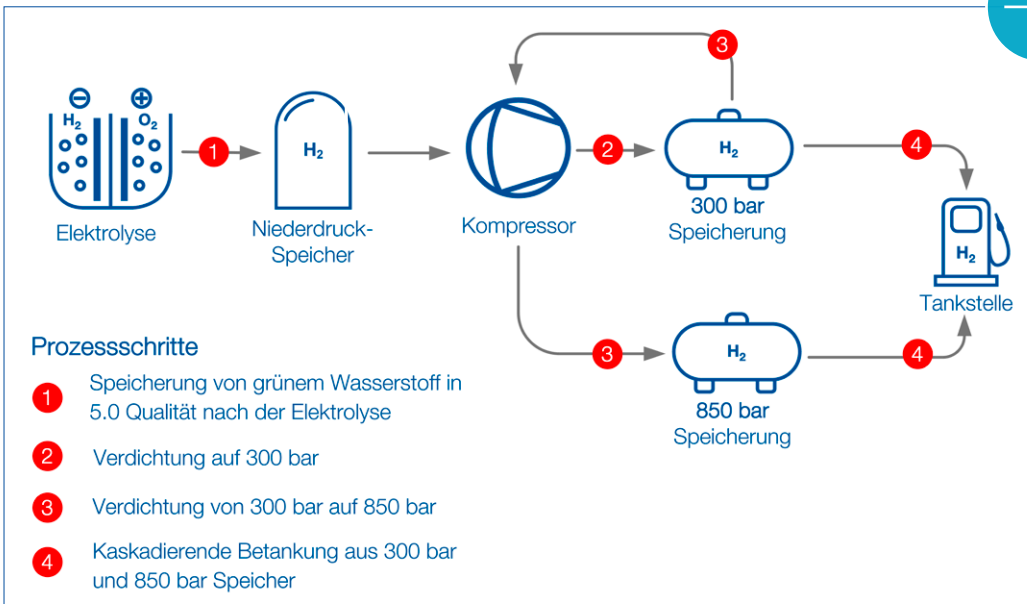 3
⊖
⊕
H₂
O₂
1
H₂
2
H₂
4
Elektrolyse
Niederdruck-
Speicher
Kompressor
300 bar
Speicherung
H₂
Tankstelle
3
H₂
4
850 bar
Speicherung
Prozessschritte
1 Speicherung von grünem Wasserstoff in
5.0 Qualität nach der Elektrolyse
2 Verdichtung auf 300 bar
3 Verdichtung von 300 bar auf 850 bar
4 Kaskadierende Betankung aus 300 bar
und 850 bar Speicher